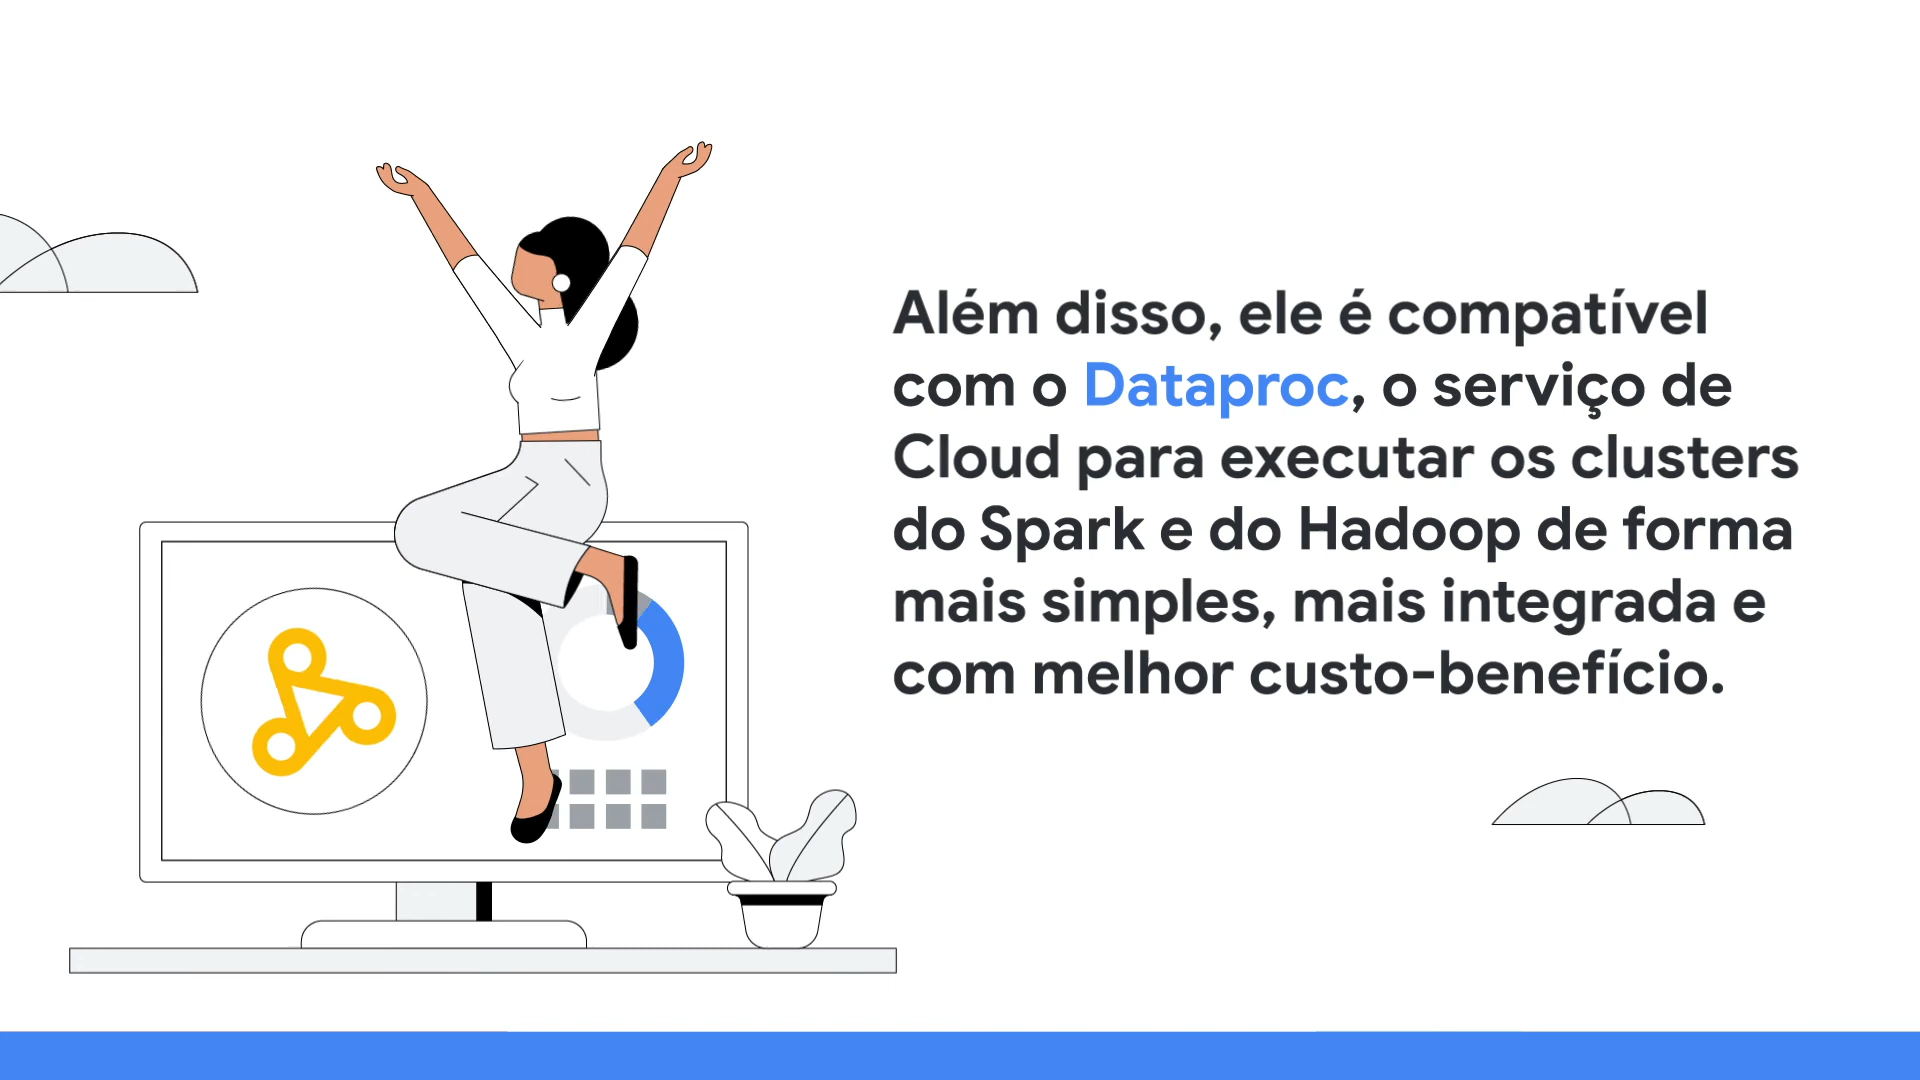 Além disso, ele é compatível
com o Dataproc, o serviço de
Cloud para executar os clusters
do Spark e do Hadoop de forma
mais simples, mais integrada e
com melhor custo-benefício.